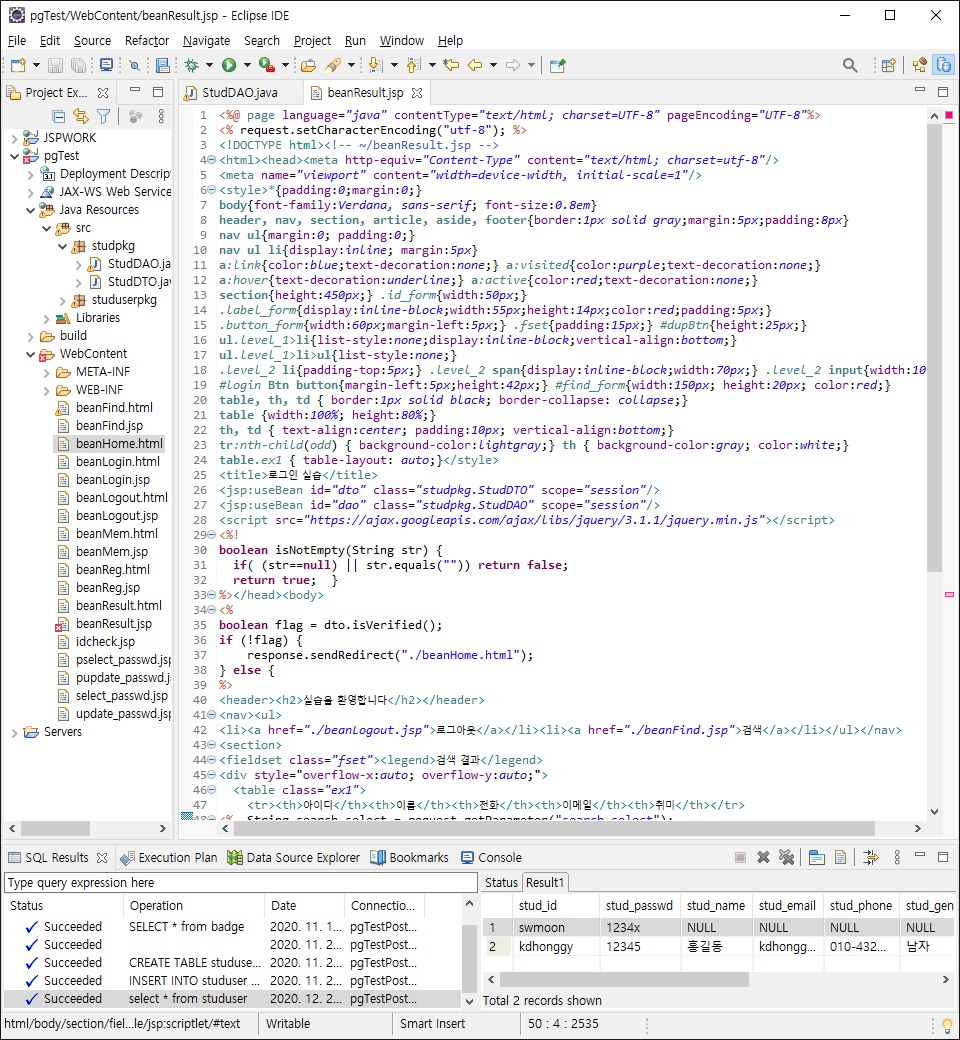 pgTest/WebContent/beanResult.jsp - Eclipse IDE
File Edit Source Refactor Navigate Search Project Run Window Help
Project Ex...
JSPWORK
pgTest
Deployment Descrip
JAX-WS Web Service
Java Resources
src
studpkg
StudDAO.ja
StudDTO.jav
studuserpkg
Libraries
build
WebContent
META-INF
WEB-INF
beanFind.html
beanFind.jsp
beanHome.html
beanLogin.html
beanLogin.jsp
beanLogout.html
beanLogout.jsp
beanMem.html
beanMem.jsp
beanReg.html
beanReg.jsp
beanResult.html
beanResult.jsp
idcheck.jsp
pselect_passwd.jsp
pupdate_passwd.j
select_passwd.jsp
update_passwd.jsp
Servers
StudDAO.java beanResult.jsp
1 <%@ page language="java" contentType="text/html; charset=UTF-8" pageEncoding="UTF-8"%>
2 <% request.setCharacterEncoding("utf-8"); %>
3 <!DOCTYPE html><!-- ~/beanResult.jsp -->
4 <html><head><meta http-equiv="Content-Type" content="text/html; charset=utf-8"/>
5 <meta name="viewport" content="width=device-width, initial-scale=1"/>
6 <style>*{padding:0;margin:0;}
7 body{font-family:Verdana, sans-serif; font-size:0.8em}
8 header, nav, section, article, aside, footer{border:1px solid gray;margin:5px;padding:8px}
9 nav ul{margin:0; padding:0;}
10 nav ul li{display:inline; margin:5px}
11 a:link{color:blue;text-decoration:none;} a:visited{color:purple;text-decoration:none;}
12 a:hover{text-decoration:underline;} a:active{color:red;text-decoration:none;}
13 section{height:450px;} .id_form{width:50px;}
14 .label_form{display:inline-block;width:55px;height:14px;color:red;padding:5px;}
15 .button_form{width:60px;margin-left:5px;} .fset{padding:15px;} #dupBtn{height:25px;}
16 ul.level_1>li{list-style:none;display:inline-block;vertical-align:bottom;}
17 ul.level_1>li>ul{list-style:none;}
18 .level_2 li{padding-top:5px;} .level_2 span{display:inline-block;width:70px;} .level_2 input{width:10
19 #login Btn button{margin-left:5px;height:42px;} #find_form{width:150px; height:20px; color:red;}
20 table, th, td { border:1px solid black; border-collapse: collapse;}
21 table {width:100%; height:80%;}
22 th, td { text-align:center; padding:10px; vertical-align:bottom;}
23 tr:nth-child(odd) { background-color:lightgray;} th { background-color:gray; color:white;}
24 table.ex1 { table-layout: auto;}</style>
25 <title>로그인 실습</title>
26 <jsp:useBean id="dto" class="studpkg.StudDTO" scope="session"/>
27 <jsp:useBean id="dao" class="studpkg.StudDAO" scope="session"/>
28 <script src="https://ajax.googleapis.com/ajax/libs/jquery/3.1.1/jquery.min.js"></script>
29 <%!
30 boolean isNotEmpty(String str) {
31 if( (str==null) || str.equals("")) return false;
32 return true; }
33 %></head><body>
34 <%
35 boolean flag = dto.isVerified();
36 if (!flag) {
37 response.sendRedirect("./beanHome.html");
38 } else {
39 %>
40 <header><h2>실습을 환영합니다</h2></header>
41 <nav><ul>
42 <li><a href="./beanLogout.jsp">로그아웃</a></li><li><a href="./beanFind.jsp">검색</a></li></ul></nav>
43 <section>
44 <fieldset class="fset"><legend>검색 결과</legend>
45 <div style="overflow-x:auto; overflow-y:auto;">
46 <table class="ex1">
47 <tr><th>아이디</th><th>이름</th><th>전화</th><th>이메일</th><th>취미</th></tr>
48 <% String search_select = request.getParameter("search_select");
SQL Results Execution Plan Data Source Explorer Bookmarks Console
Type query expression here
Status Operation Date Connectio...
Succeeded SELECT * from badge 2020. 11. 1... pgTestPost...
Succeeded 2020. 11. 2... pgTestPost...
Succeeded CREATE TABLE studuse... 2020. 11. 2... pgTestPost...
Succeeded INSERT INTO studuser ... 2020. 11. 2... pgTestPost...
Succeeded select * from studuser 2020. 12. 2... pgTestPost...
Status Result1
stud_id stud_passwd stud_name stud_email stud_phone stud_gen
1 swmoon 1234x NULL NULL NULL NULL
2 kdhonggy 12345 홍길동 kdhongg... 010-432... 남자
Total 2 records shown
html/body/section/fiel...le/jsp:scriptlet/#text Writable Smart Insert 50 : 4 : 2535